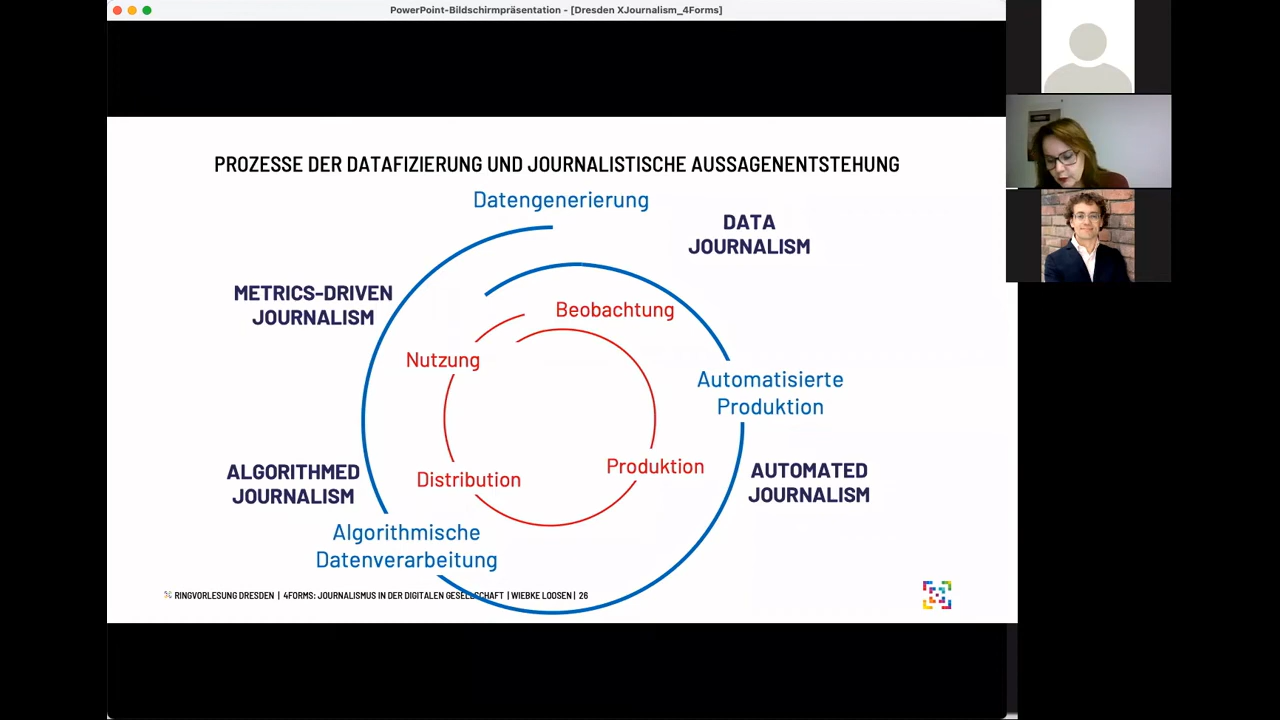 PowerPoint-Bildschirmpräsentation - [Dresden XJournalism_4Forms]
PROZESSE DER DATAFIZIERUNG UND JOURNALISTISCHE AUSSAGENENTSTEHUNG
Datengenerierung
DATA
JOURNALISM
METRICS-DRIVEN
JOURNALISM
Beobachtung
Nutzung
Automatisierte
Produktion
Produktion
Distribution
ALGORITHMED
JOURNALISM
AUTOMATED
JOURNALISM
Algorithmische
Datenverarbeitung
RINGVORLESUNG DRESDEN | 4FORMS: JOURNALISMUS IN DER DIGITALEN GESELLSCHAFT | WIEBKE LOOSEN | 26